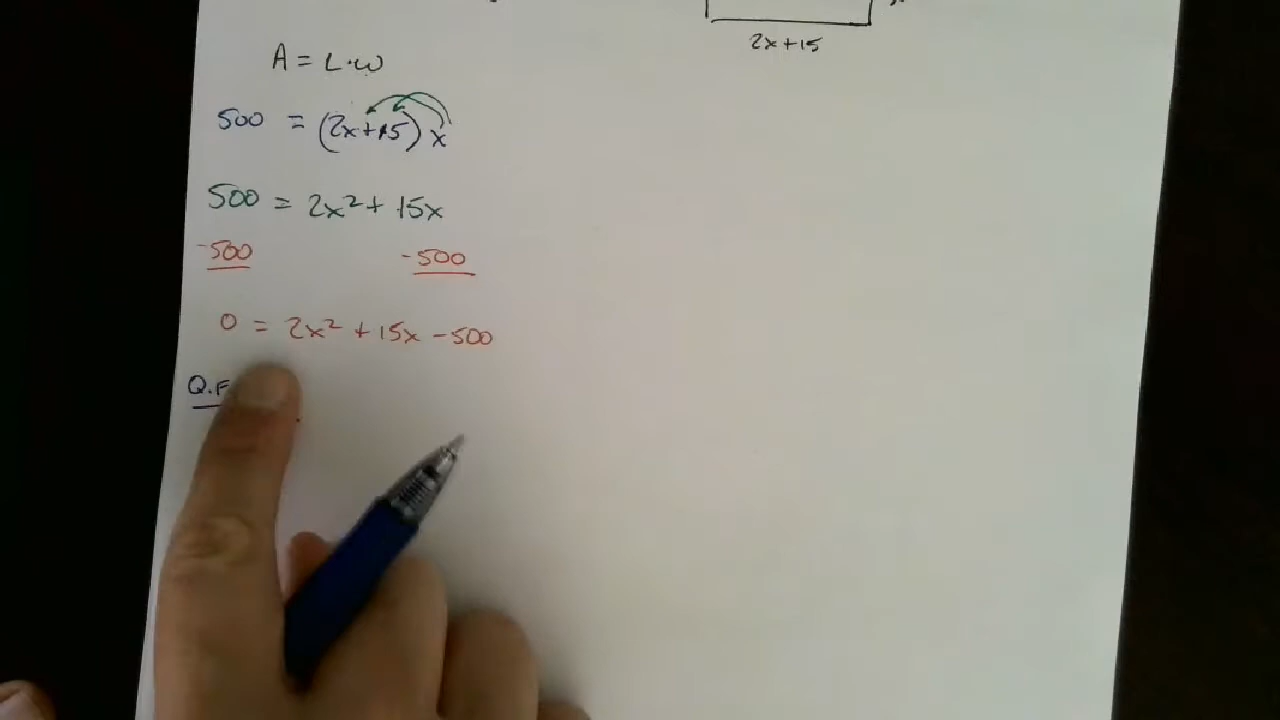 2x+15
A = L·w
500 = (2x+15)x
500 = 2x² + 15x
-500 -500
0 = 2x² + 15x - 500
Q.F